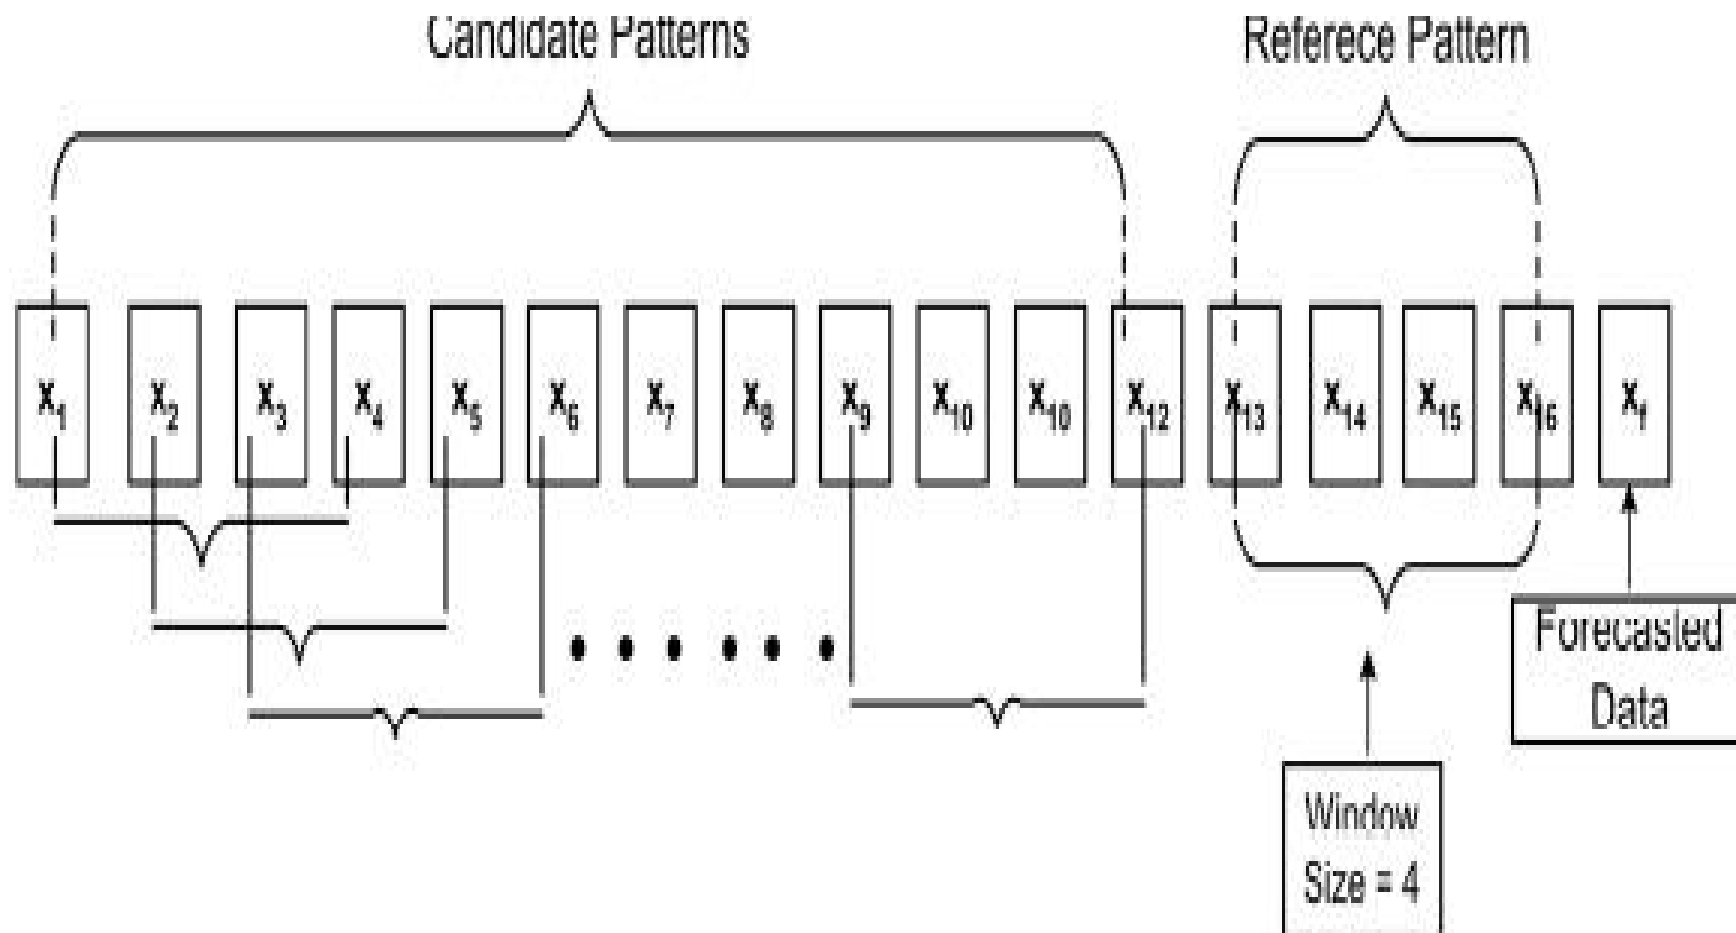 Candidate Patterns
Referece Pattern
x1 x2 x3 x4 x5 x6 x7 x8 x9 x10 x10 x12 x13 x14 x15 x16 xf
Forecasted
Data
Window
Size = 4